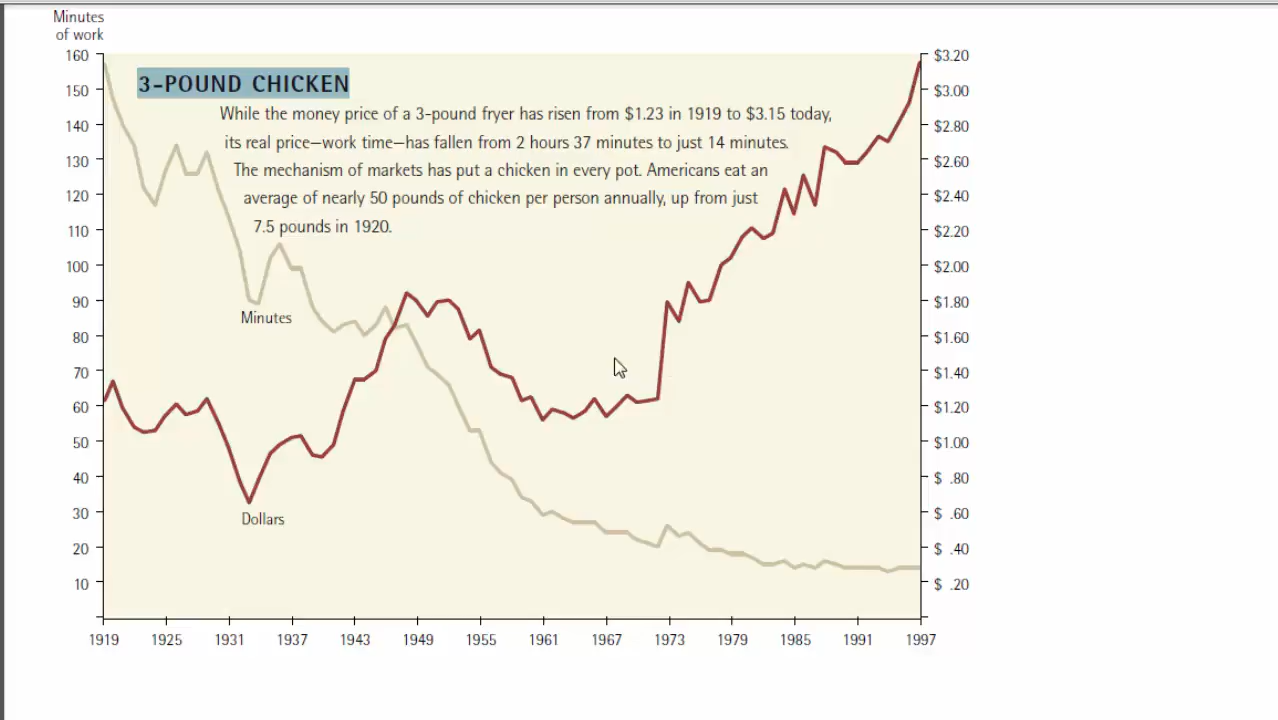 Minutes
of work
160
150
140
130
120
110
100
90
80
70
60
50
40
30
20
10
3-POUND CHICKEN
While the money price of a 3-pound fryer has risen from $1.23 in 1919 to $3.15 today,
its real price—work time—has fallen from 2 hours 37 minutes to just 14 minutes.
The mechanism of markets has put a chicken in every pot. Americans eat an
average of nearly 50 pounds of chicken per person annually, up from just
7.5 pounds in 1920.
Minutes
Dollars
$3.20
$3.00
$2.80
$2.60
$2.40
$2.20
$2.00
$1.80
$1.60
$1.40
$1.20
$1.00
$ .80
$ .60
$ .40
$ .20
1919 1925 1931 1937 1943 1949 1955 1961 1967 1973 1979 1985 1991 1997